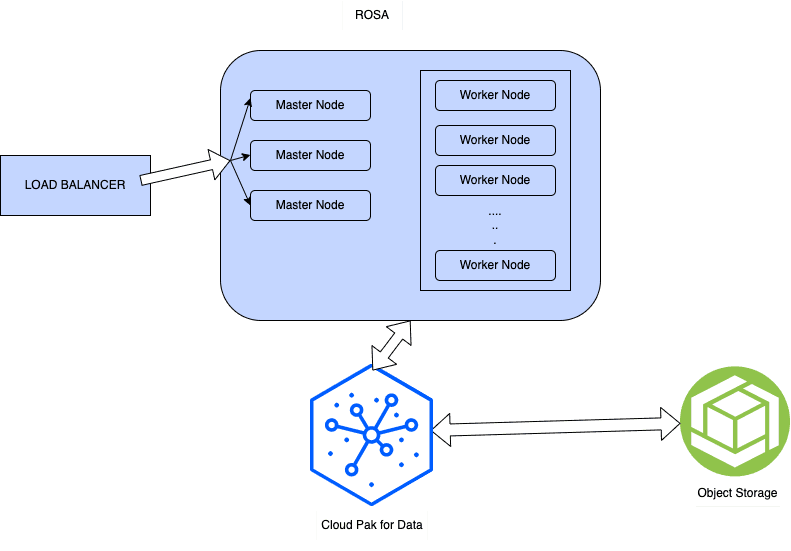 ROSA
LOAD BALANCER
Master Node
Master Node
Master Node
Worker Node
Worker Node
Worker Node
....
..
.
Worker Node
Cloud Pak for Data
Object Storage